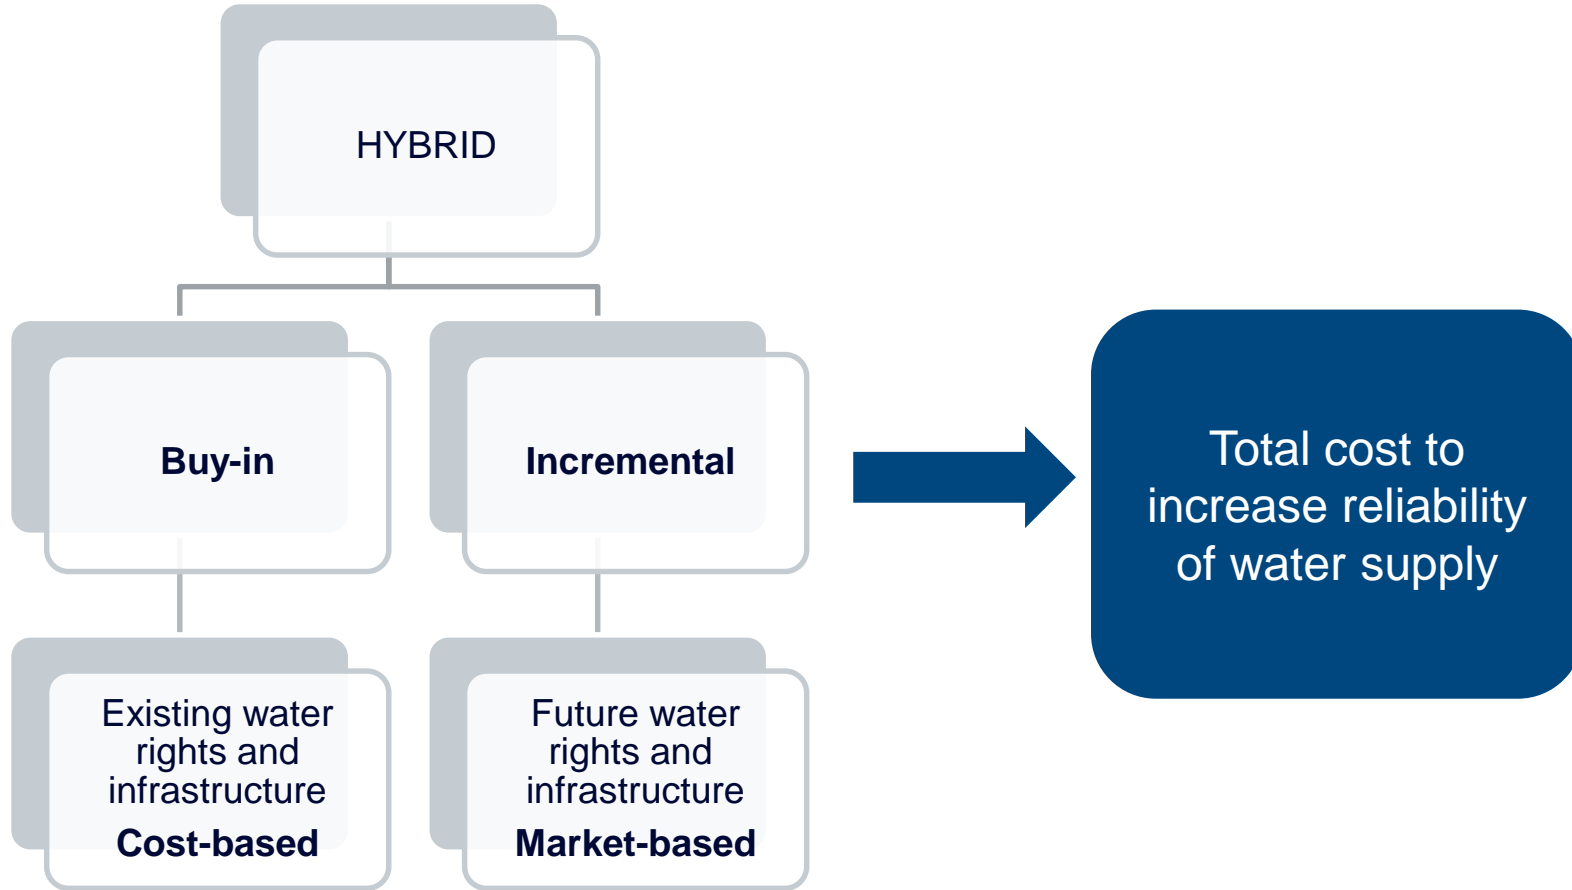 HYBRID
Buy-in
Incremental
Existing water
rights and
infrastructure
Cost-based
Future water
rights and
infrastructure
Market-based
Total cost to
increase reliability
of water supply